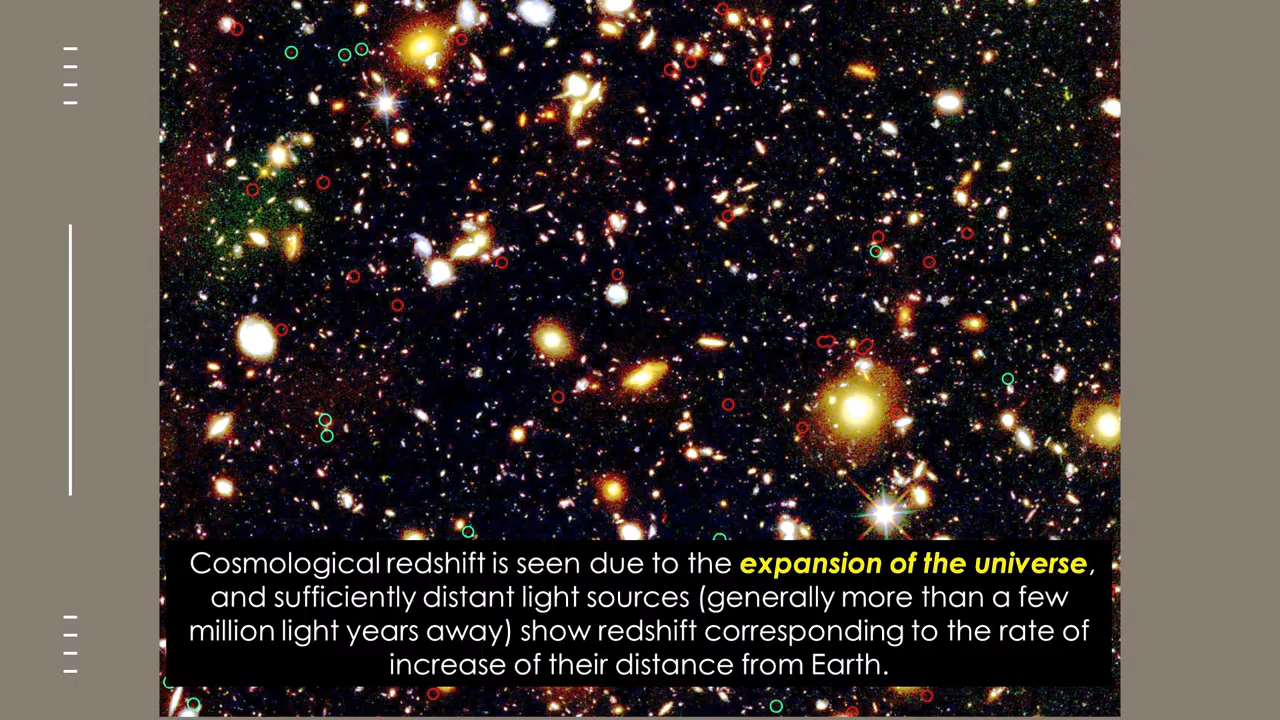 Cosmological redshift is seen due to the expansion of the universe,
and sufficiently distant light sources (generally more than a few
million light years away) show redshift corresponding to the rate of
increase of their distance from Earth.